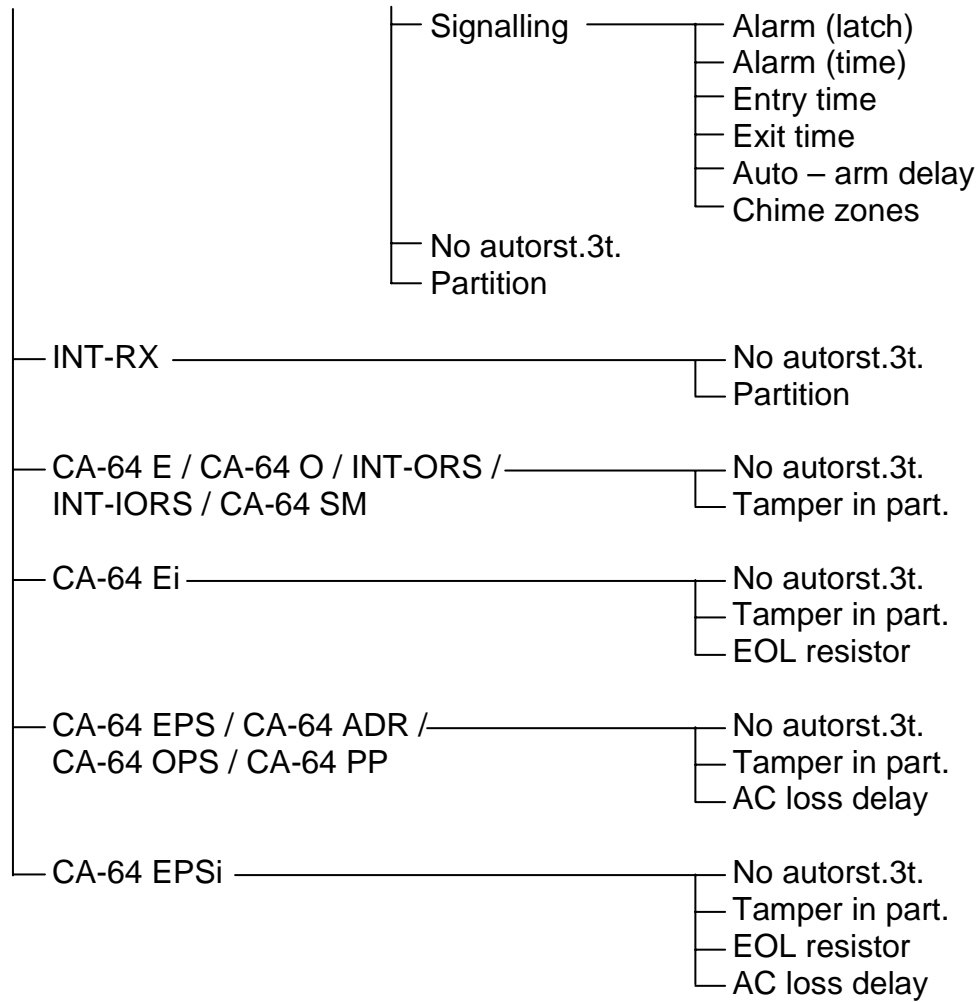 Signalling
Alarm (latch)
Alarm (time)
Entry time
Exit time
Auto – arm delay
Chime zones
No autorst.3t.
Partition
INT-RX
No autorst.3t.
Partition
CA-64 E / CA-64 O / INT-ORS /
INT-IORS / CA-64 SM
No autorst.3t.
Tamper in part.
CA-64 Ei
No autorst.3t.
Tamper in part.
EOL resistor
CA-64 EPS / CA-64 ADR /
CA-64 OPS / CA-64 PP
No autorst.3t.
Tamper in part.
AC loss delay
CA-64 EPSi
No autorst.3t.
Tamper in part.
EOL resistor
AC loss delay